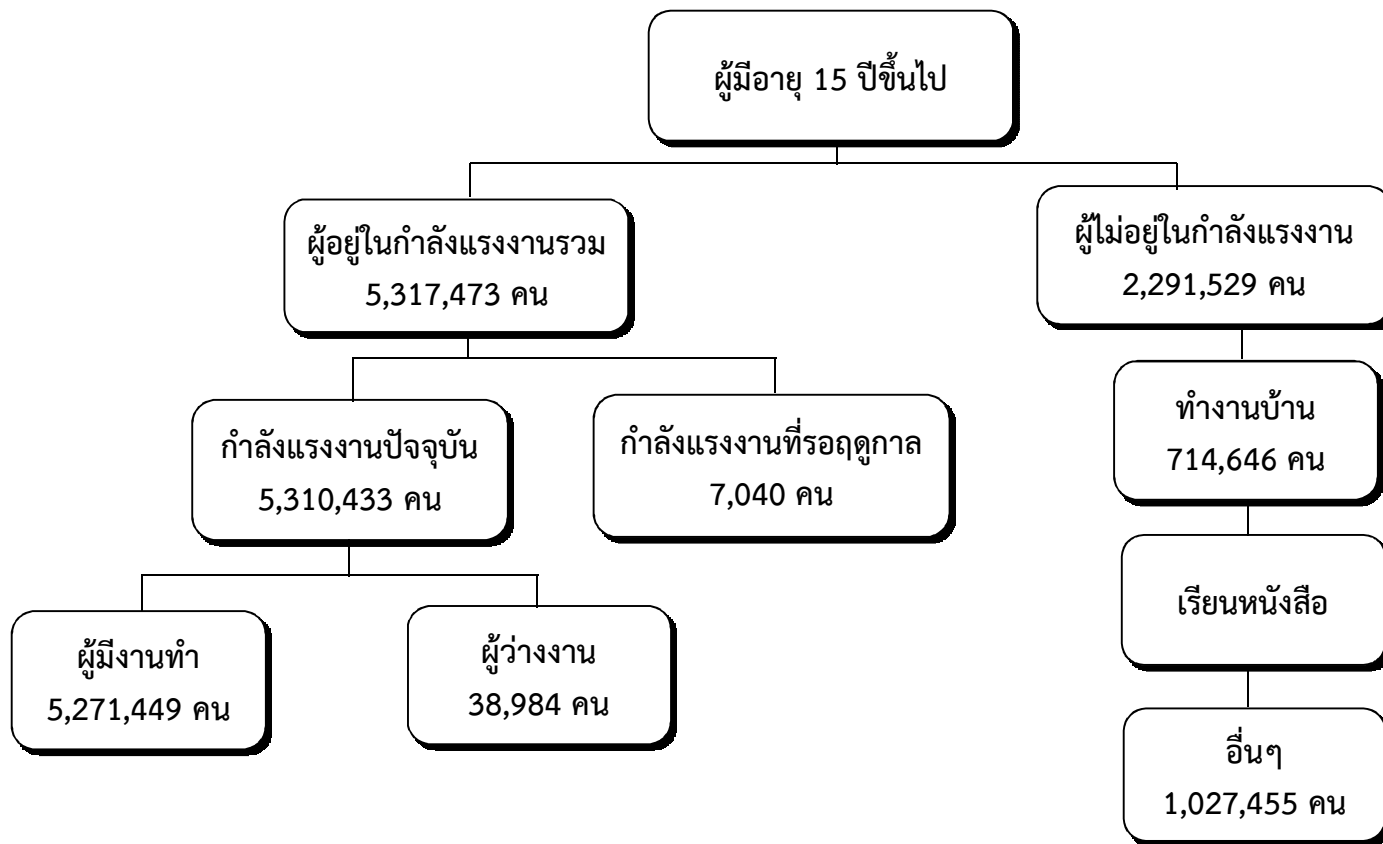 ผู้มีอายุ 15 ปีขึ้นไป
ผู้อยู่ในกำลังแรงงานรวม
5,317,473 คน
ผู้ไม่อยู่ในกำลังแรงงาน
2,291,529 คน
กำลังแรงงานปัจจุบัน
5,310,433 คน
กำลังแรงงานที่รอฤดูกาล
7,040 คน
ทำงานบ้าน
714,646 คน
เรียนหนังสือ
ผู้มีงานทำ
5,271,449 คน
ผู้ว่างงาน
38,984 คน
อื่นๆ
1,027,455 คน